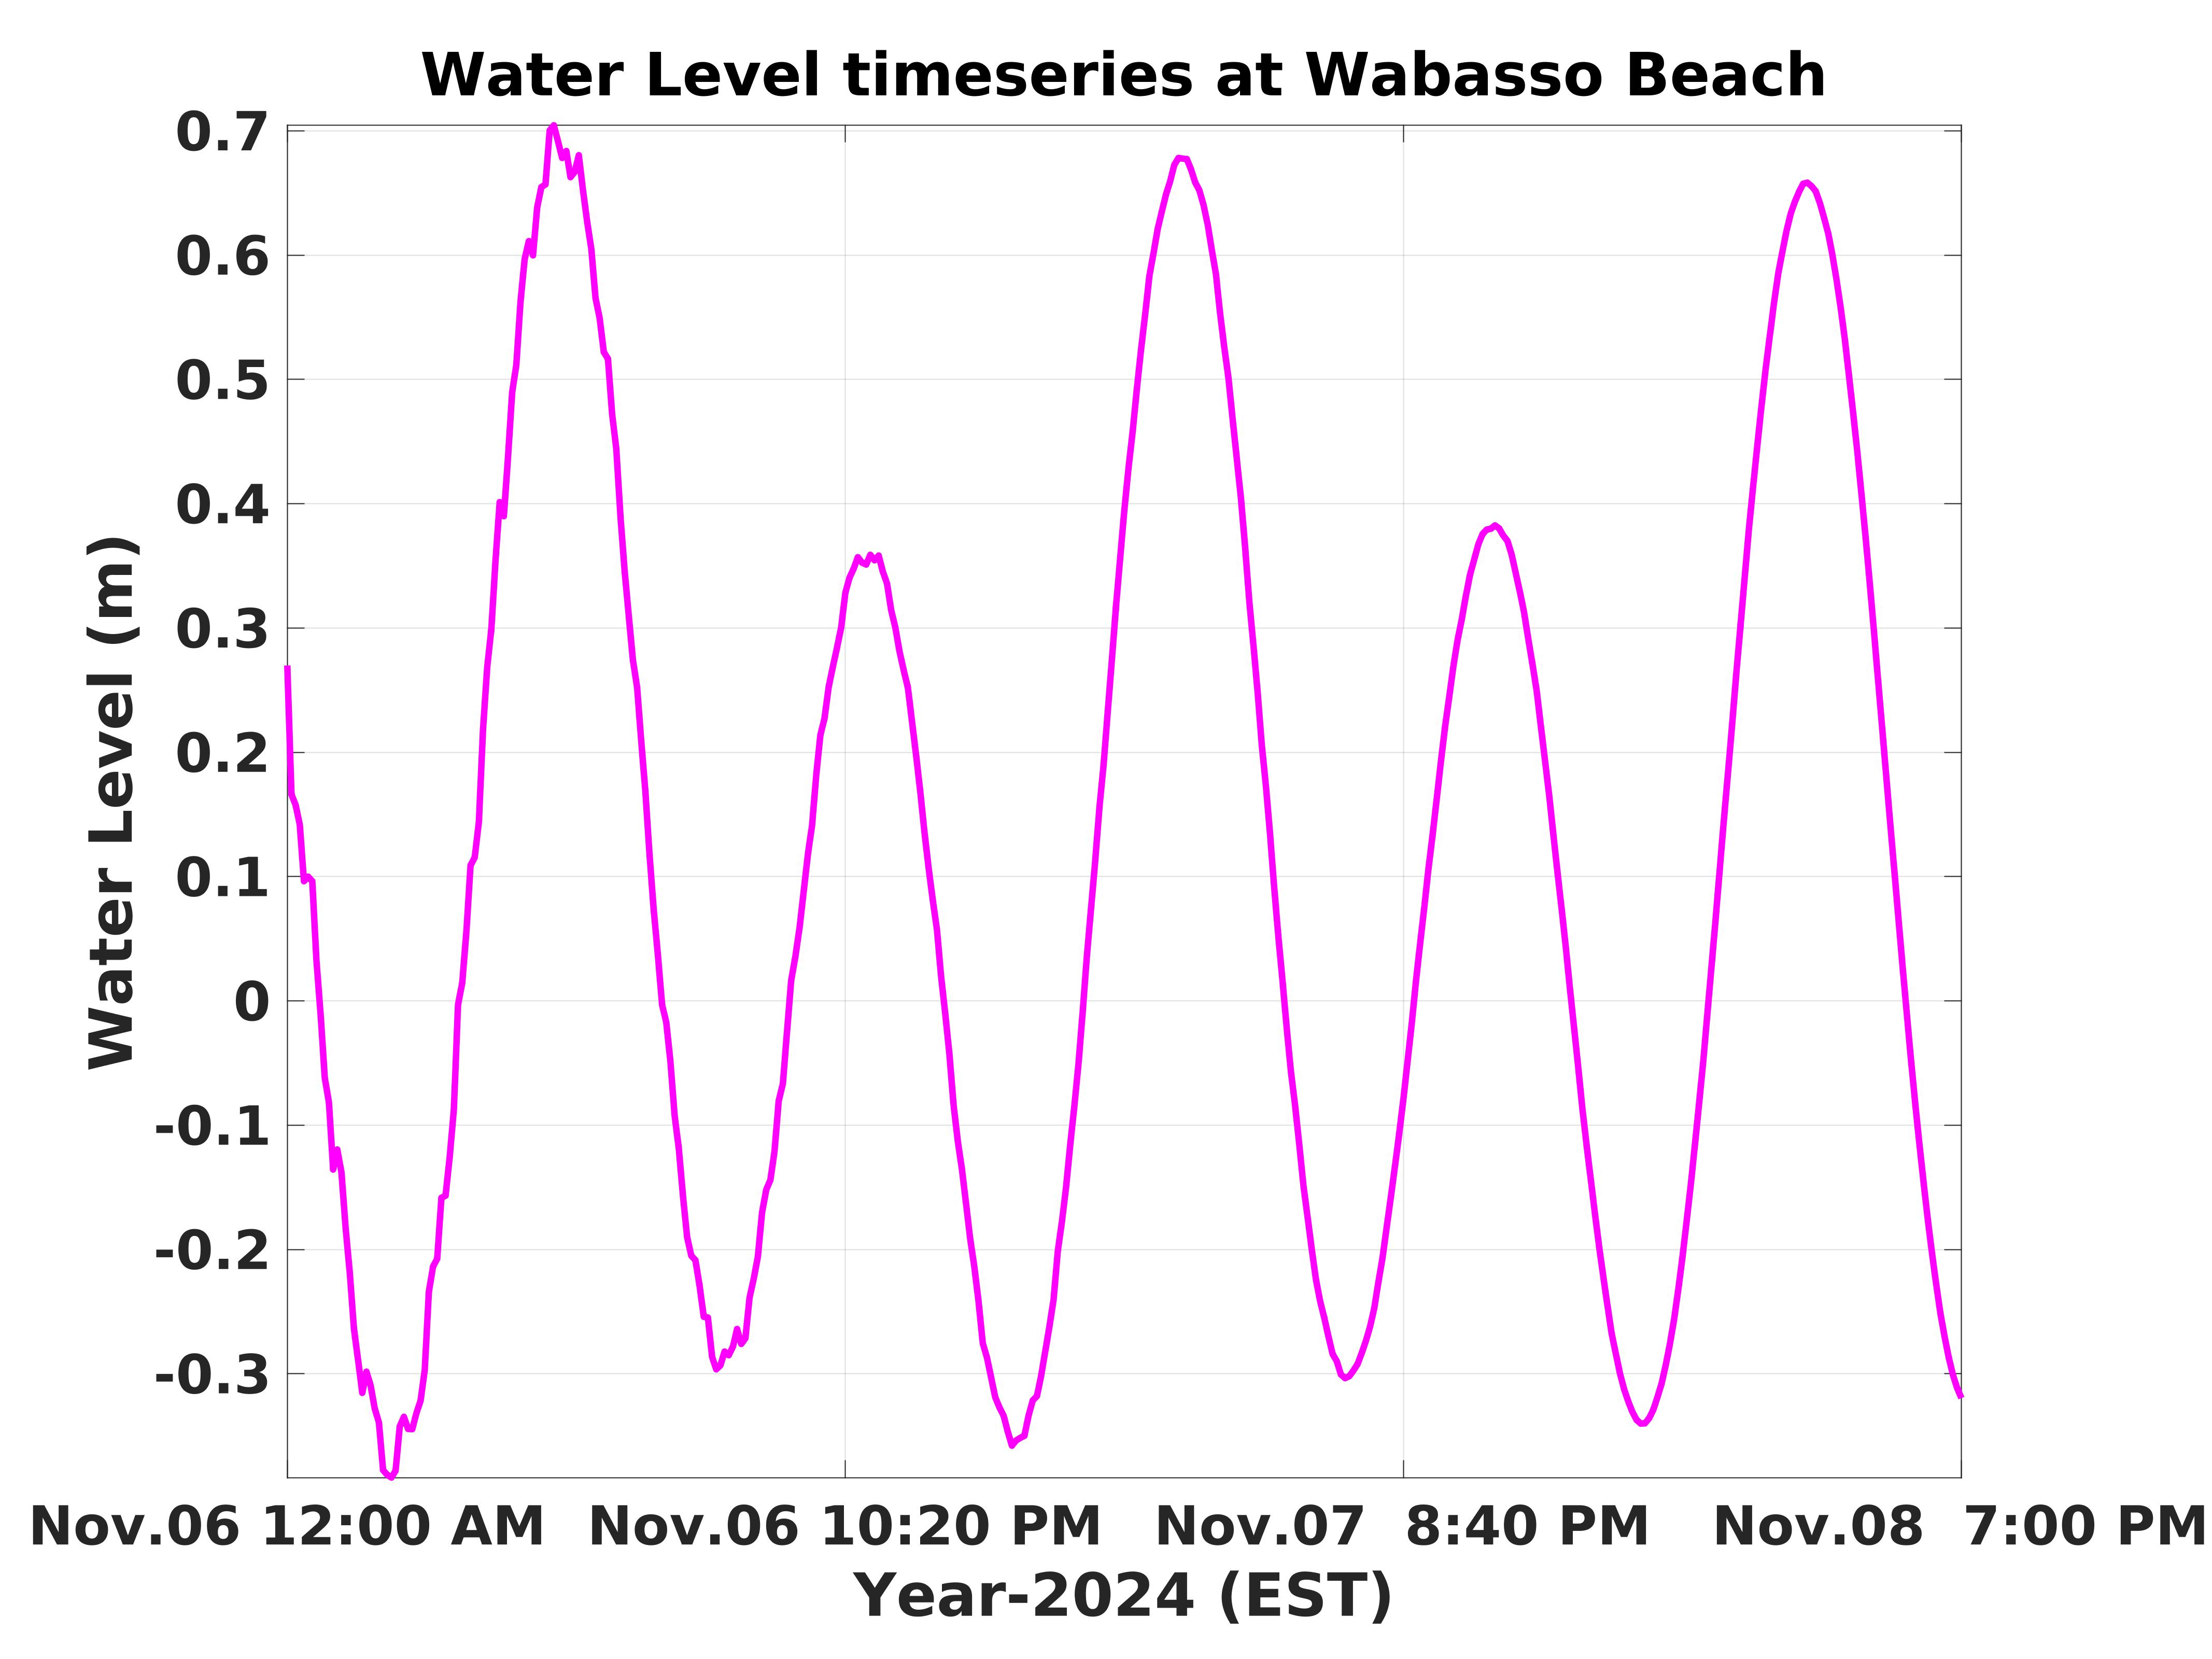 Water Level timeseries at Wabasso Beach
Water Level (m)
0.7
0.6
0.5
0.4
0.3
0.2
0.1
0
-0.1
-0.2
-0.3
Nov.06 12:00 AM Nov.06 10:20 PM Nov.07 8:40 PM Nov.08 7:00 PM
Year-2024 (EST)